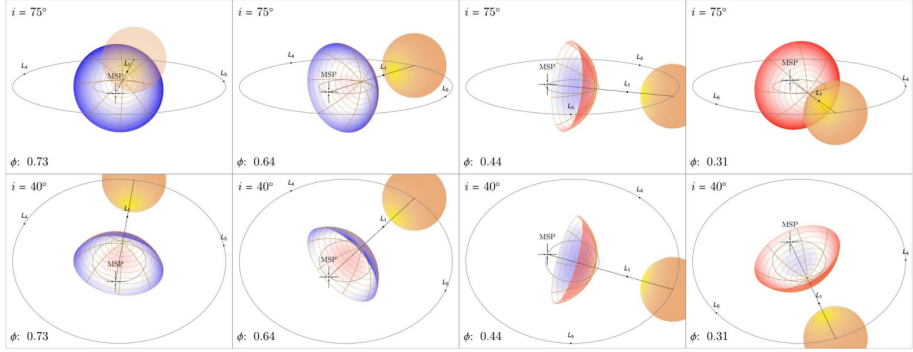 i = 75°
L₄
L₁
L₅
MSP
ϕ: 0.73
i = 75°
L₄
L₁
MSP
L₅
ϕ: 0.64
i = 75°
L₄
MSP
L₁
L₅
ϕ: 0.44
i = 75°
MSP
L₄
L₁
L₅
ϕ: 0.31
i = 40°
L₁
L₅
MSP
ϕ: 0.73
i = 40°
L₄
L₁
MSP
L₅
ϕ: 0.64
i = 40°
L₄
MSP
L₁
L₅
ϕ: 0.44
i = 40°
MSP
L₄
L₁
L₅
ϕ: 0.31